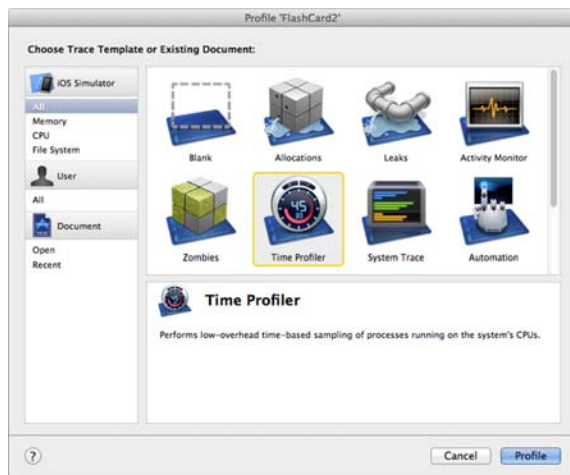 Profile 'FlashCard2'
Choose Trace Template or Existing Document:
iOS Simulator
All
Memory
CPU
File System
User
All
Document
Open
Recent
Blank
Allocations
Leaks
Activity Monitor
Zombies
Time Profiler
System Trace
Automation
45
Time Profiler
Performs low-overhead time-based sampling of processes running on the system's CPUs.
?
Cancel
Profile